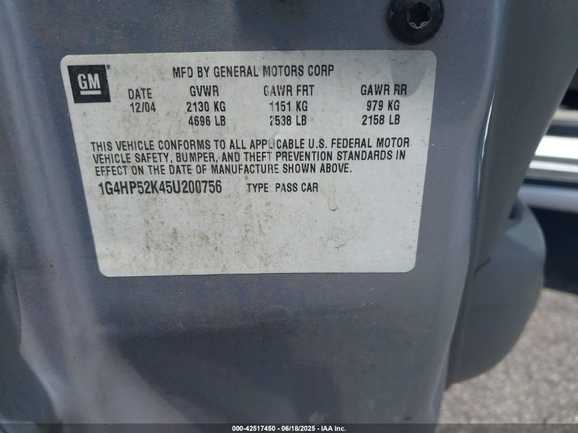 GM
MFD BY GENERAL MOTORS CORP
DATE GVWR GAWR FRT GAWR RR
12/04 2130 KG 1151 KG 979 KG
4696 LB 2538 LB 2158 LB
THIS VEHICLE CONFORMS TO ALL APPLICABLE U.S. FEDERAL MOTOR
VEHICLE SAFETY, BUMPER, AND THEFT PREVENTION STANDARDS IN
EFFECT ON THE DATE OF MANUFACTURE SHOWN ABOVE.
1G4HP52K45U200756 TYPE PASS CAR
000-42517450 - 06/18/2025 - IAA Inc.